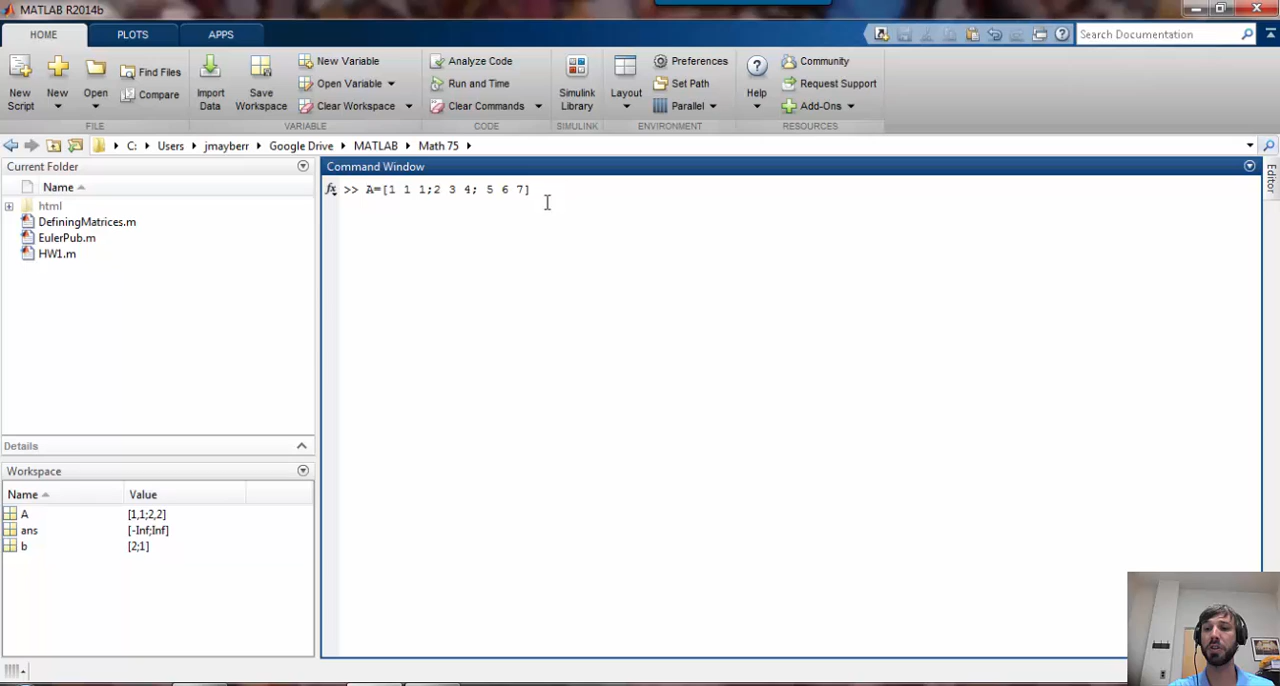 MATLAB R2014b
HOME PLOTS APPS Search Documentation
New Script New Open Find Files Compare Import Data Save Workspace New Variable Open Variable Clear Workspace Analyze Code Run and Time Clear Commands Simulink Library Layout Preferences Set Path Parallel Help Community Request Support Add-Ons
FILE VARIABLE CODE SIMULINK ENVIRONMENT RESOURCES
C: Users jmayberr Google Drive MATLAB Math 75
Current Folder
Name
html
DefiningMatrices.m
EulerPub.m
HW1.m
Details
Workspace
Name Value
A [1,1;2,2]
ans [-Inf;Inf]
b [2;1]
Command Window
fx >> A=[1 1 1;2 3 4; 5 6 7]
Editor